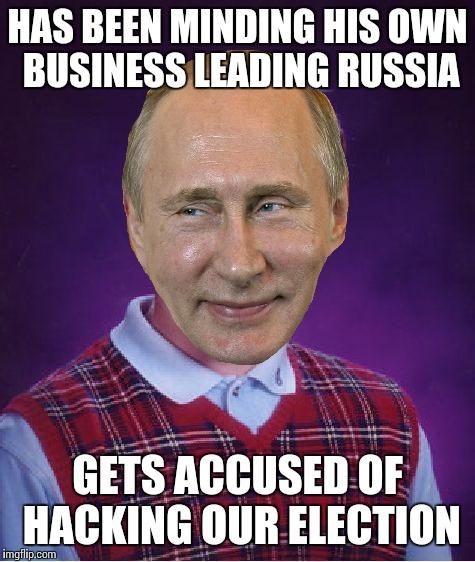 HAS BEEN MINDING HIS OWN
BUSINESS LEADING RUSSIA
GETS ACCUSED OF
HACKING OUR ELECTION
imgflip.com